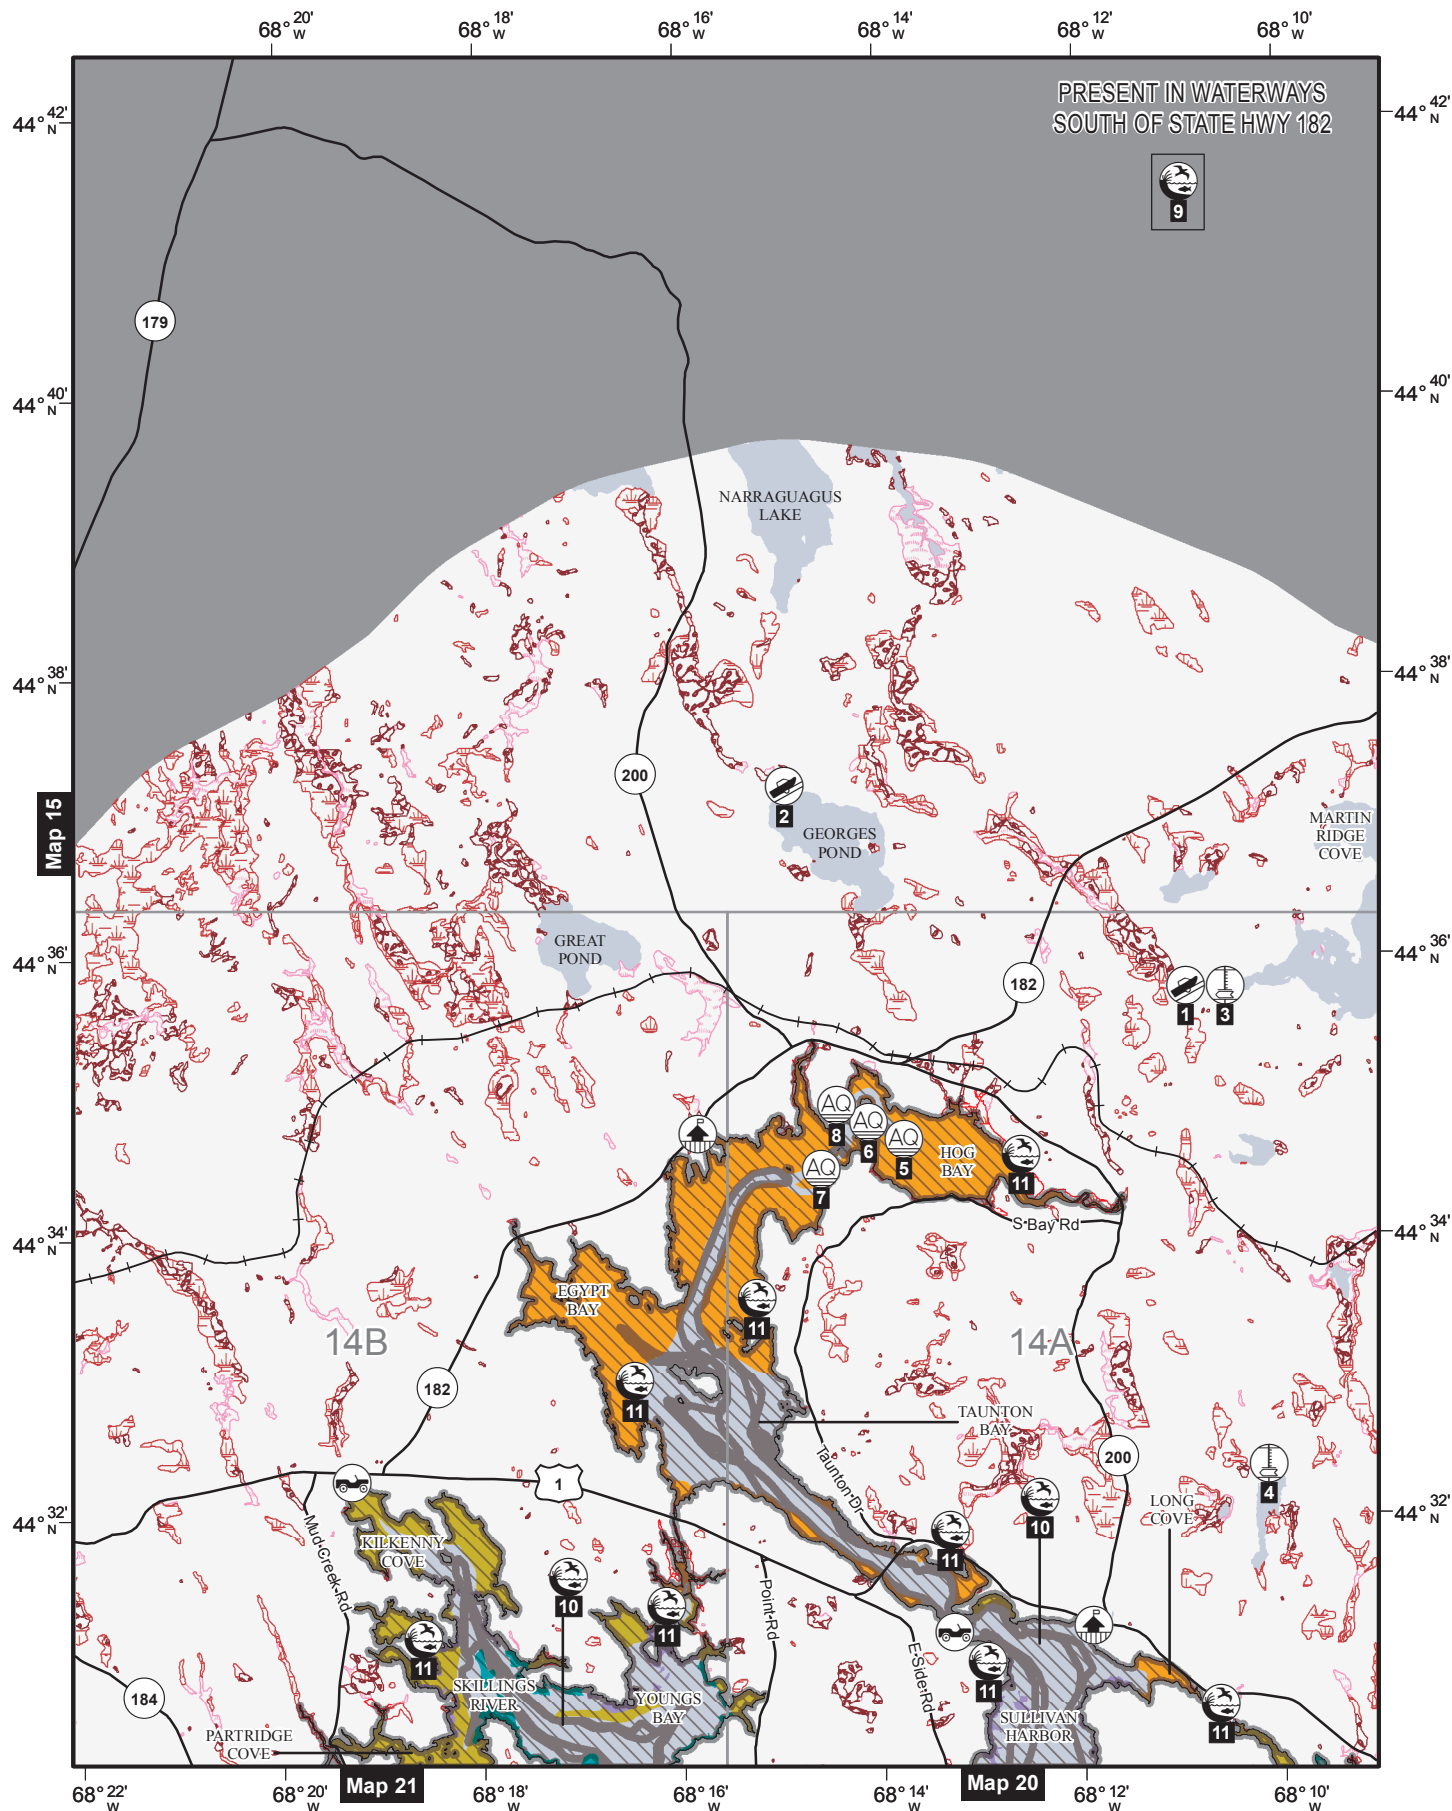 68° 20' W
68° 18' W
68° 16' W
68° 14' W
68° 12' W
68° 10' W
PRESENT IN WATERWAYS
SOUTH OF STATE HWY 182
9
44° 42' N
44° 42' N
179
44° 40' N
44° 40' N
NARRAGUAGUS
LAKE
44° 38' N
44° 38' N
200
2
Map 15
GEORGES
POND
MARTIN
RIDGE
COVE
GREAT
POND
44° 36' N
44° 36' N
182
1
3
AQ
8
AQ
6
AQ
5
HOG
BAY
11
AQ
7
S Bay Rd
44° 34' N
44° 34' N
EGYPT
BAY
11
14B
14A
182
11
TAUNTON
BAY
200
1
Taunton Dr
4
LONG
COVE
10
11
44° 32' N
44° 32' N
Mud Creek Rd
KILKENNY
COVE
10
11
Point Rd
E Side Rd
11
11
SKILLINGS
RIVER
YOUNGS
BAY
SULLIVAN
HARBOR
11
184
PARTRIDGE
COVE
Map 21
Map 20
68° 22' W
68° 20' W
68° 18' W
68° 16' W
68° 14' W
68° 12' W
68° 10' W